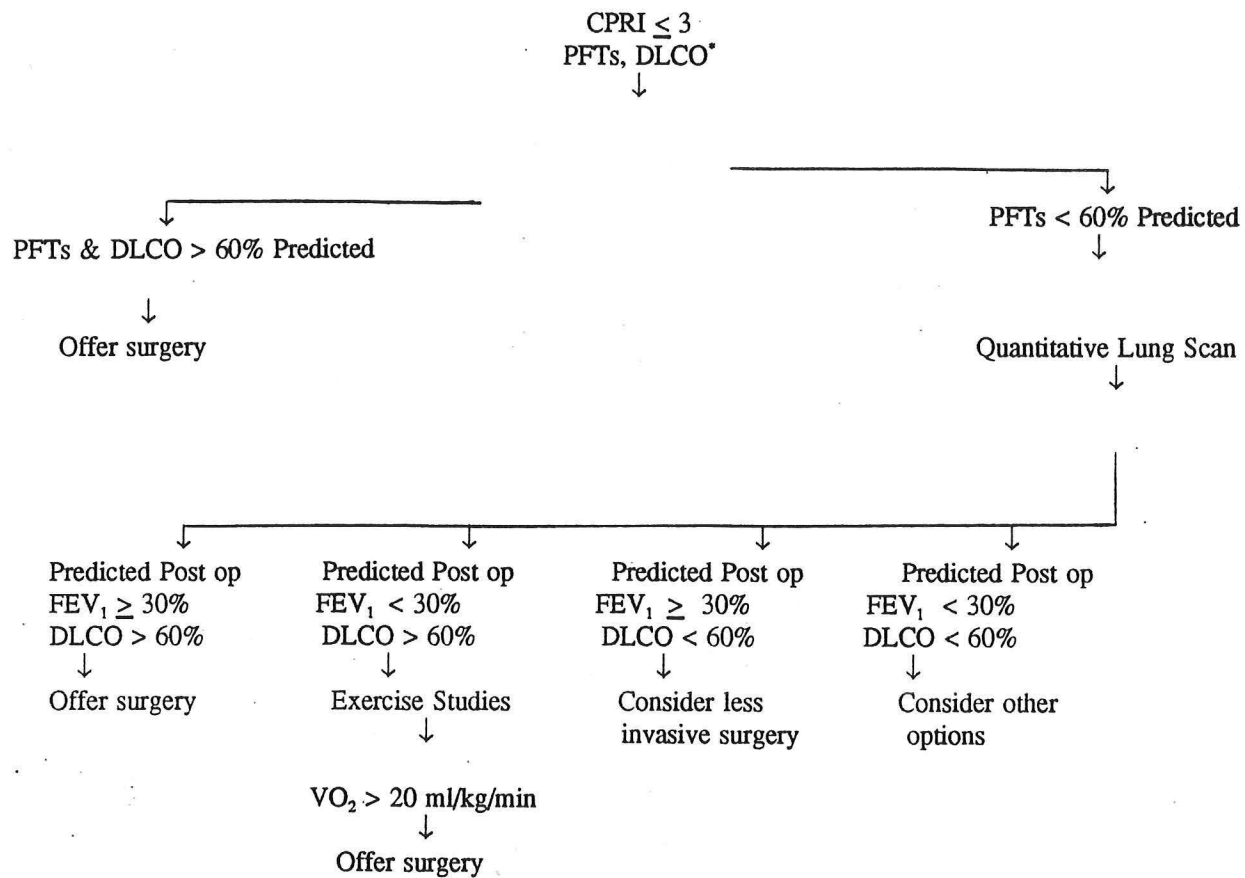 CPRI ≤ 3
PFTs, DLCO*
PFTs & DLCO > 60% Predicted
Offer surgery
PFTs < 60% Predicted
Quantitative Lung Scan
Predicted Post op
FEV₁ ≥ 30%
DLCO > 60%
Offer surgery
Predicted Post op
FEV₁ < 30%
DLCO > 60%
Exercise Studies
VO₂ > 20 ml/kg/min
Offer surgery
Predicted Post op
FEV₁ ≥ 30%
DLCO < 60%
Consider less
invasive surgery
Predicted Post op
FEV₁ < 30%
DLCO < 60%
Consider other
options